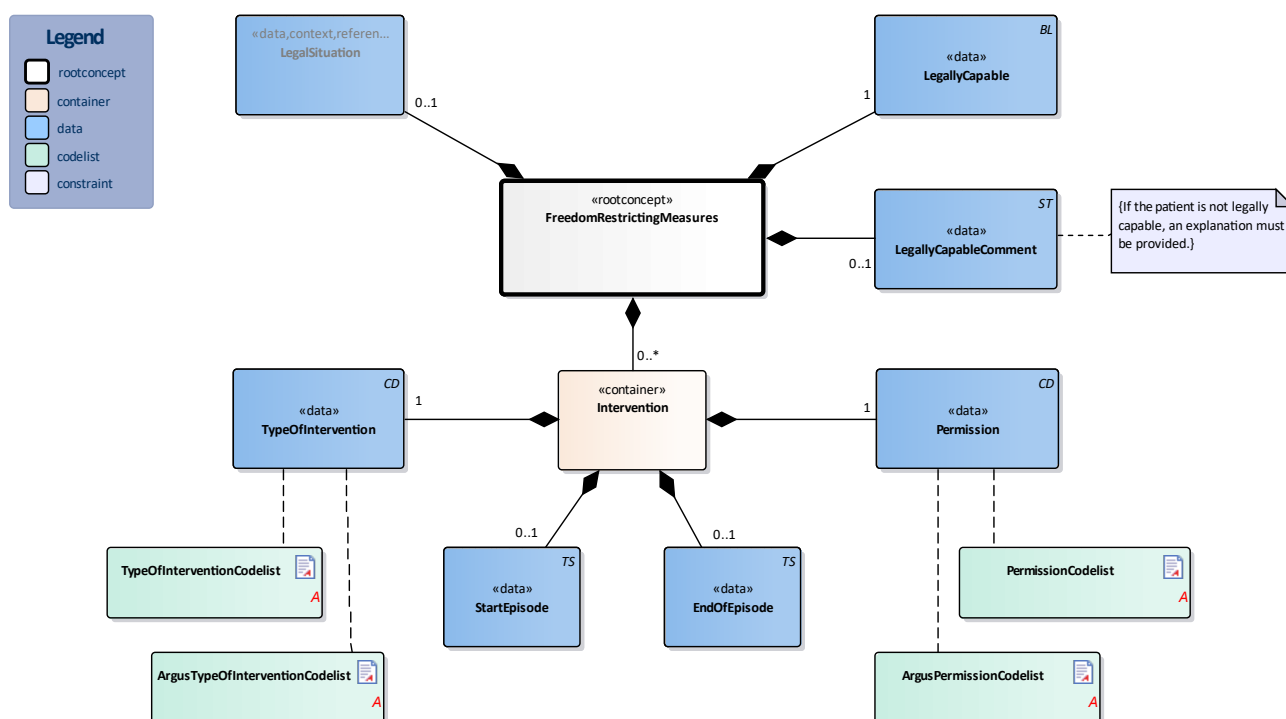 Legend
rootconcept
container
data
codelist
constraint
«data,context,referen...
LegalSituation
0..1
BL
«data»
LegallyCapable
1
«rootconcept»
FreedomRestrictingMeasures
ST
«data»
LegallyCapableComment
0..1
{If the patient is not legally
capable, an explanation must
be provided.}
0..*
CD
«data»
TypeOfIntervention
1
«container»
Intervention
1
CD
«data»
Permission
0..1
0..1
TS
«data»
StartEpisode
TS
«data»
EndOfEpisode
TypeOfInterventionCodelist
A
PermissionCodelist
A
ArgusTypeOfInterventionCodelist
A
ArgusPermissionCodelist
A